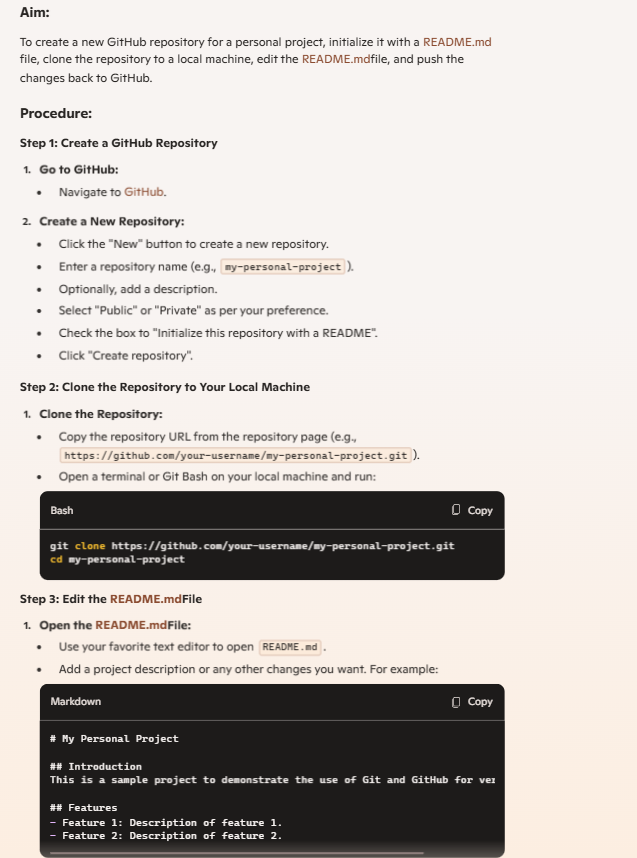 Aim:
To create a new GitHub repository for a personal project, initialize it with a README.md
file, clone the repository to a local machine, edit the README.mdfile, and push the
changes back to GitHub.
Procedure:
Step 1: Create a GitHub Repository
1. Go to GitHub:
• Navigate to GitHub.
2. Create a New Repository:
• Click the "New" button to create a new repository.
• Enter a repository name (e.g., my-personal-project ).
• Optionally, add a description.
• Select "Public" or "Private" as per your preference.
• Check the box to "Initialize this repository with a README".
• Click "Create repository".
Step 2: Clone the Repository to Your Local Machine
1. Clone the Repository:
• Copy the repository URL from the repository page (e.g.,
https://github.com/your-username/my-personal-project.git ).
• Open a terminal or Git Bash on your local machine and run:
Bash Copy
git clone https://github.com/your-username/my-personal-project.git
cd my-personal-project
Step 3: Edit the README.mdFile
1. Open the README.mdFile:
• Use your favorite text editor to open README.md .
• Add a project description or any other changes you want. For example:
Markdown Copy
# My Personal Project
## Introduction
This is a sample project to demonstrate the use of Git and GitHub for
## Features
- Feature 1: Description of feature 1.
- Feature 2: Description of feature 2.